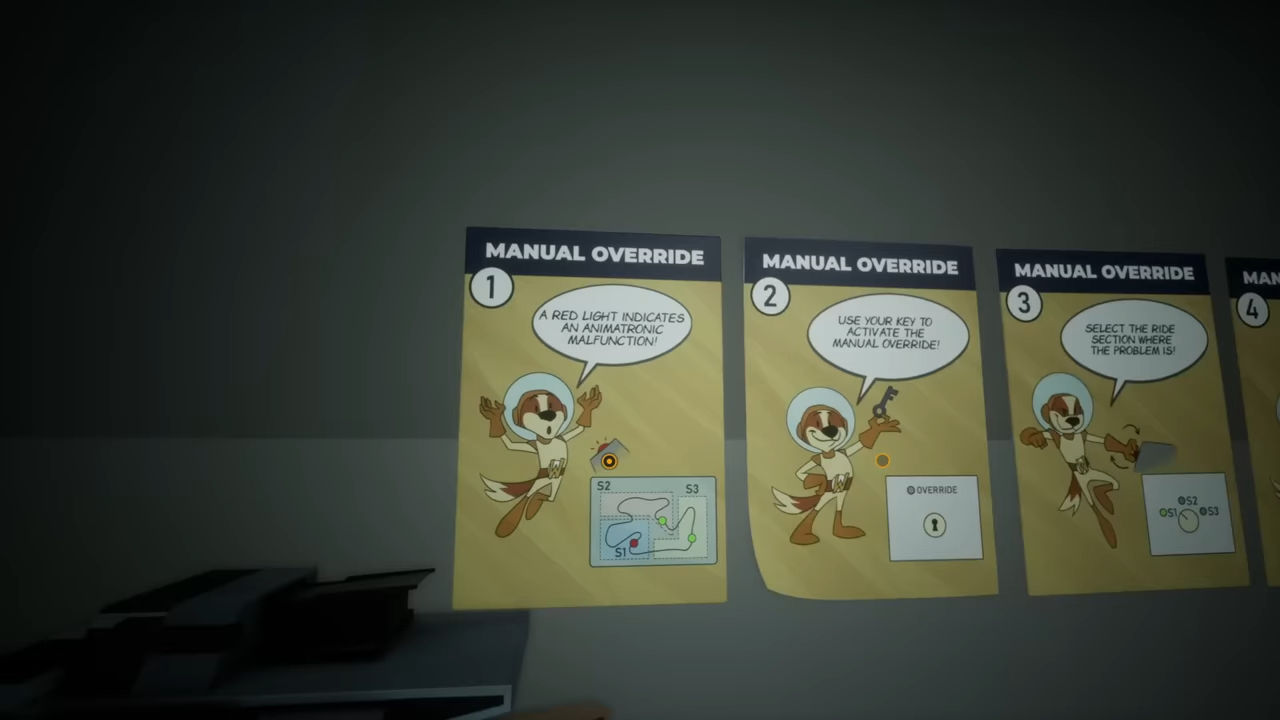 MANUAL OVERRIDE
1
A RED LIGHT INDICATES
AN ANIMATRONIC
MALFUNCTION!
S2
S3
S1
MANUAL OVERRIDE
2
USE YOUR KEY TO
ACTIVATE THE
MANUAL OVERRIDE!
OVERRIDE
MANUAL OVERRIDE
3
SELECT THE RIDE
SECTION WHERE
THE PROBLEM IS!
S2
S1
S3
MAN
4